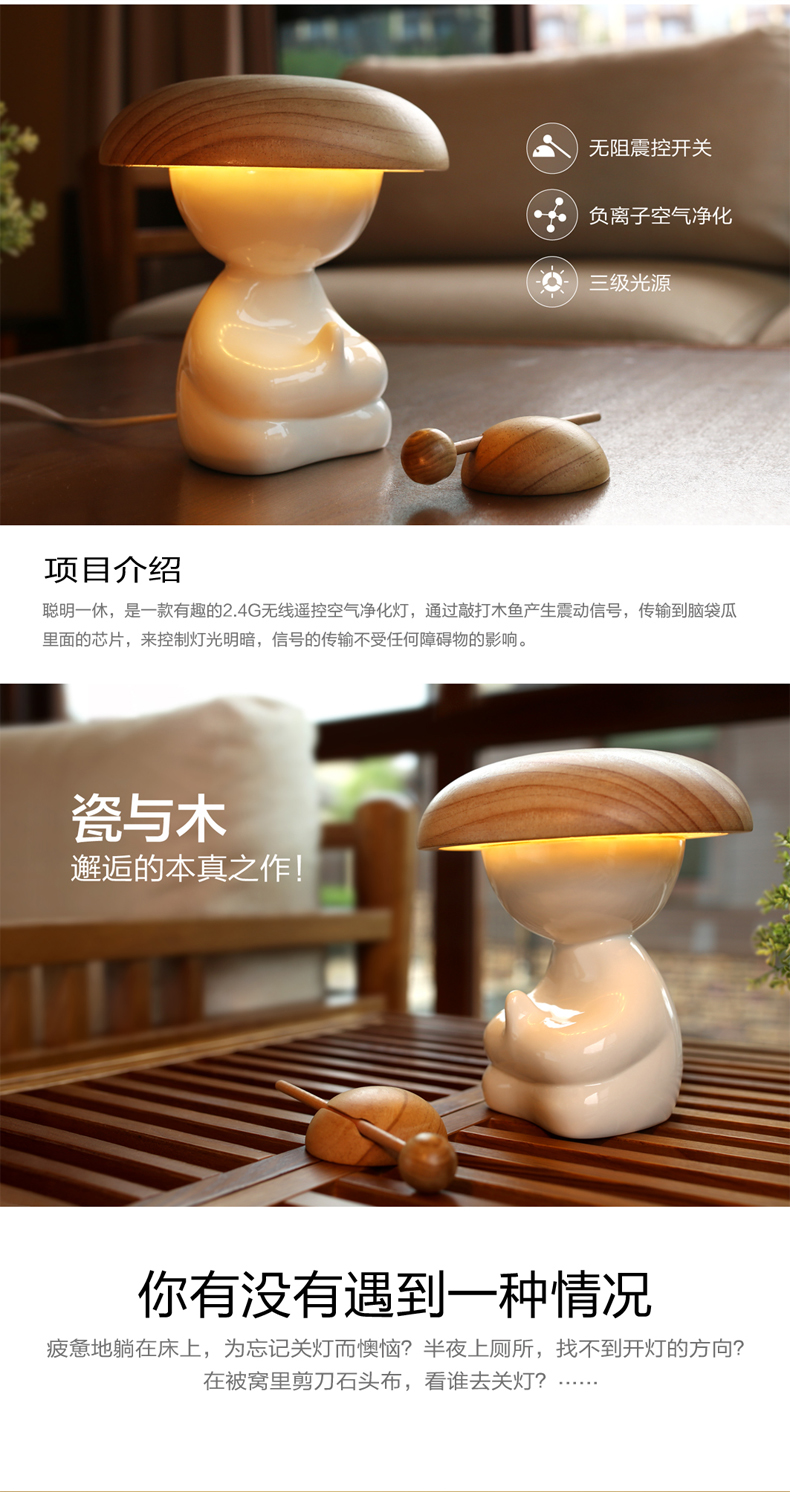 无阻震控开关
负离子空气净化
三级光源
项目介绍
聪明一休，是一款有趣的2.4G无线遥控空气净化灯，通过敲打木鱼产生震动信号，传输到脑袋瓜
里面的芯片，来控制灯光明暗，信号的传输不受任何障碍物的影响。
瓷与木
邂逅的本真之作！
你有没有遇到一种情况
疲惫地躺在床上，为忘记关灯而懊恼？半夜上厕所，找不到开灯的方向？
在被窝里剪刀石头布，看谁去关灯？······